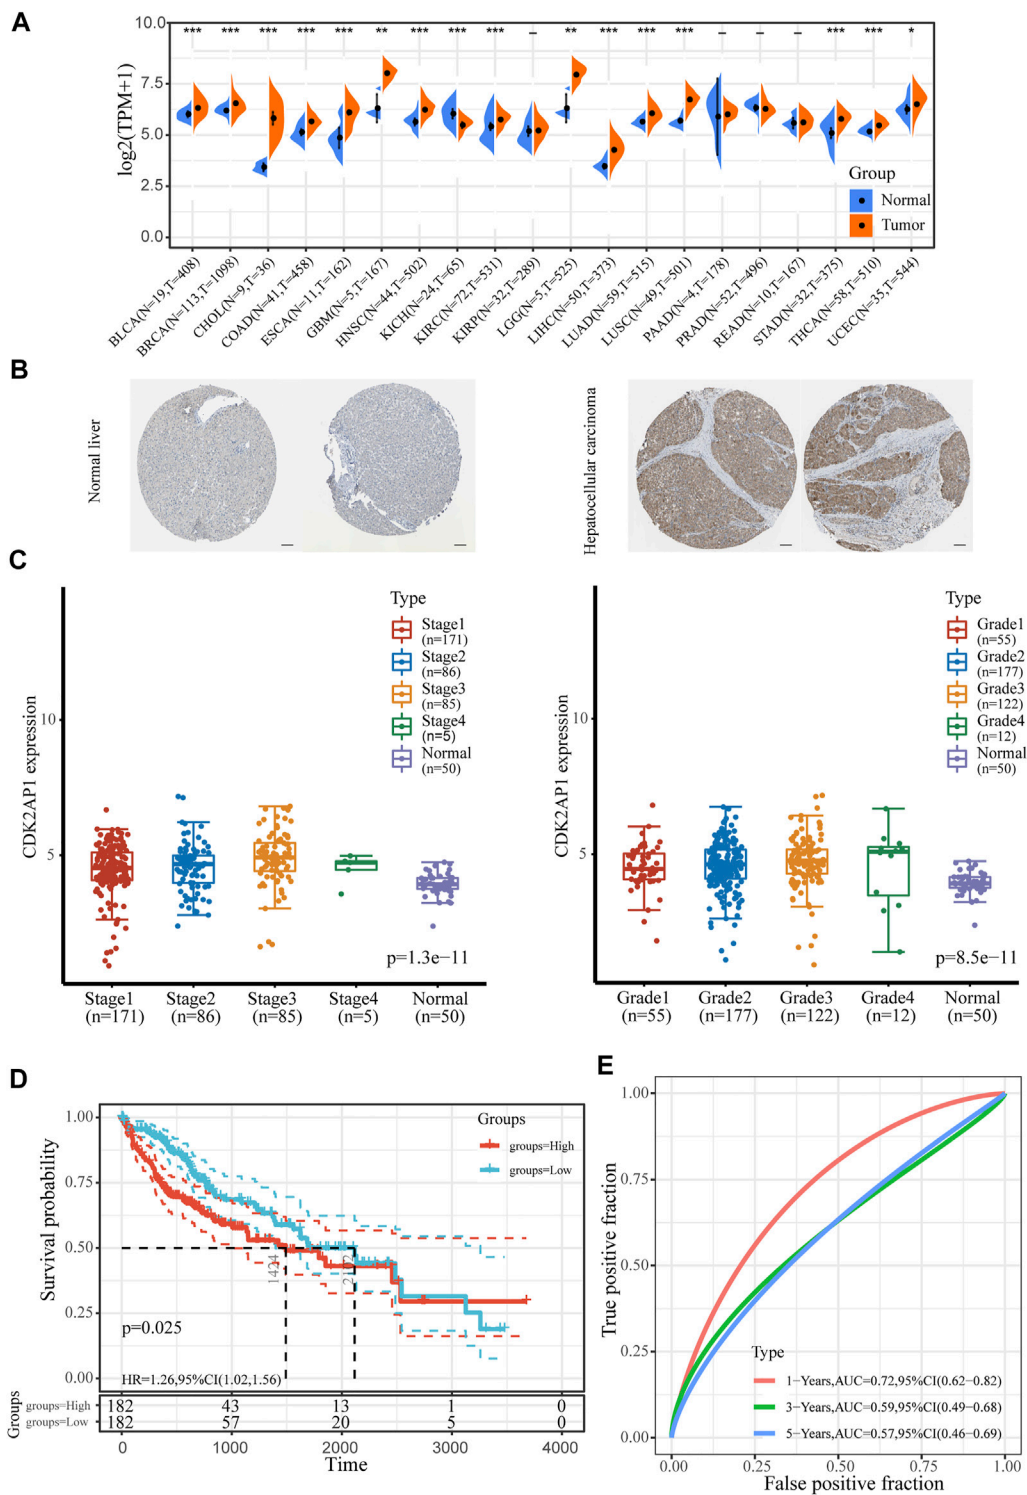 A
10.0
7.5
5.0
2.5
0.0
log2(TPM+1)
*** *** *** *** *** ** *** *** *** – ** *** *** *** – – – *** *** *
Group
Normal
Tumor
BLCA(N=19,T=408)
BRCA(N=113,T=1098)
CHOL(N=9,T=36)
COAD(N=41,T=458)
ESCA(N=11,T=162)
GBM(N=5,T=167)
HNSC(N=44,T=502)
KICH(N=24,T=65)
KIRC(N=72,T=531)
KIRP(N=32,T=289)
LGG(N=5,T=525)
LIHC(N=50,T=373)
LUAD(N=59,T=515)
LUSC(N=49,T=501)
PAAD(N=4,T=178)
PRAD(N=52,T=496)
READ(N=10,T=167)
STAD(N=32,T=375)
THCA(N=58,T=510)
UCEC(N=35,T=544)
B
Normal liver
Hepatocellular carcinoma
C
CDK2AP1 expression
10
5
Type
Stage1
(n=171)
Stage2
(n=86)
Stage3
(n=85)
Stage4
(n=5)
Normal
(n=50)
p=1.3e−11
Stage1 Stage2 Stage3 Stage4 Normal
(n=171) (n=86) (n=85) (n=5) (n=50)
CDK2AP1 expression
10
5
Type
Grade1
(n=55)
Grade2
(n=177)
Grade3
(n=122)
Grade4
(n=12)
Normal
(n=50)
p=8.5e−11
Grade1 Grade2 Grade3 Grade4 Normal
(n=55) (n=177) (n=122) (n=12) (n=50)
D
Survival probability
1.00
0.75
0.50
0.25
0.00
Groups
groups=High
groups=Low
1424
p=0.025
HR=1.26,95%CI(1.02,1.56)
Groups
groups=High 182 43 13 1 0
groups=Low 182 57 20 5 0
0 1000 2000 3000 4000
Time
E
True positive fraction
1.00
0.75
0.50
0.25
0.00
Type
1−Years,AUC=0.72,95%CI(0.62−0.82)
3−Years,AUC=0.59,95%CI(0.49−0.68)
5−Years,AUC=0.57,95%CI(0.46−0.69)
0.00 0.25 0.50 0.75 1.00
False positive fraction